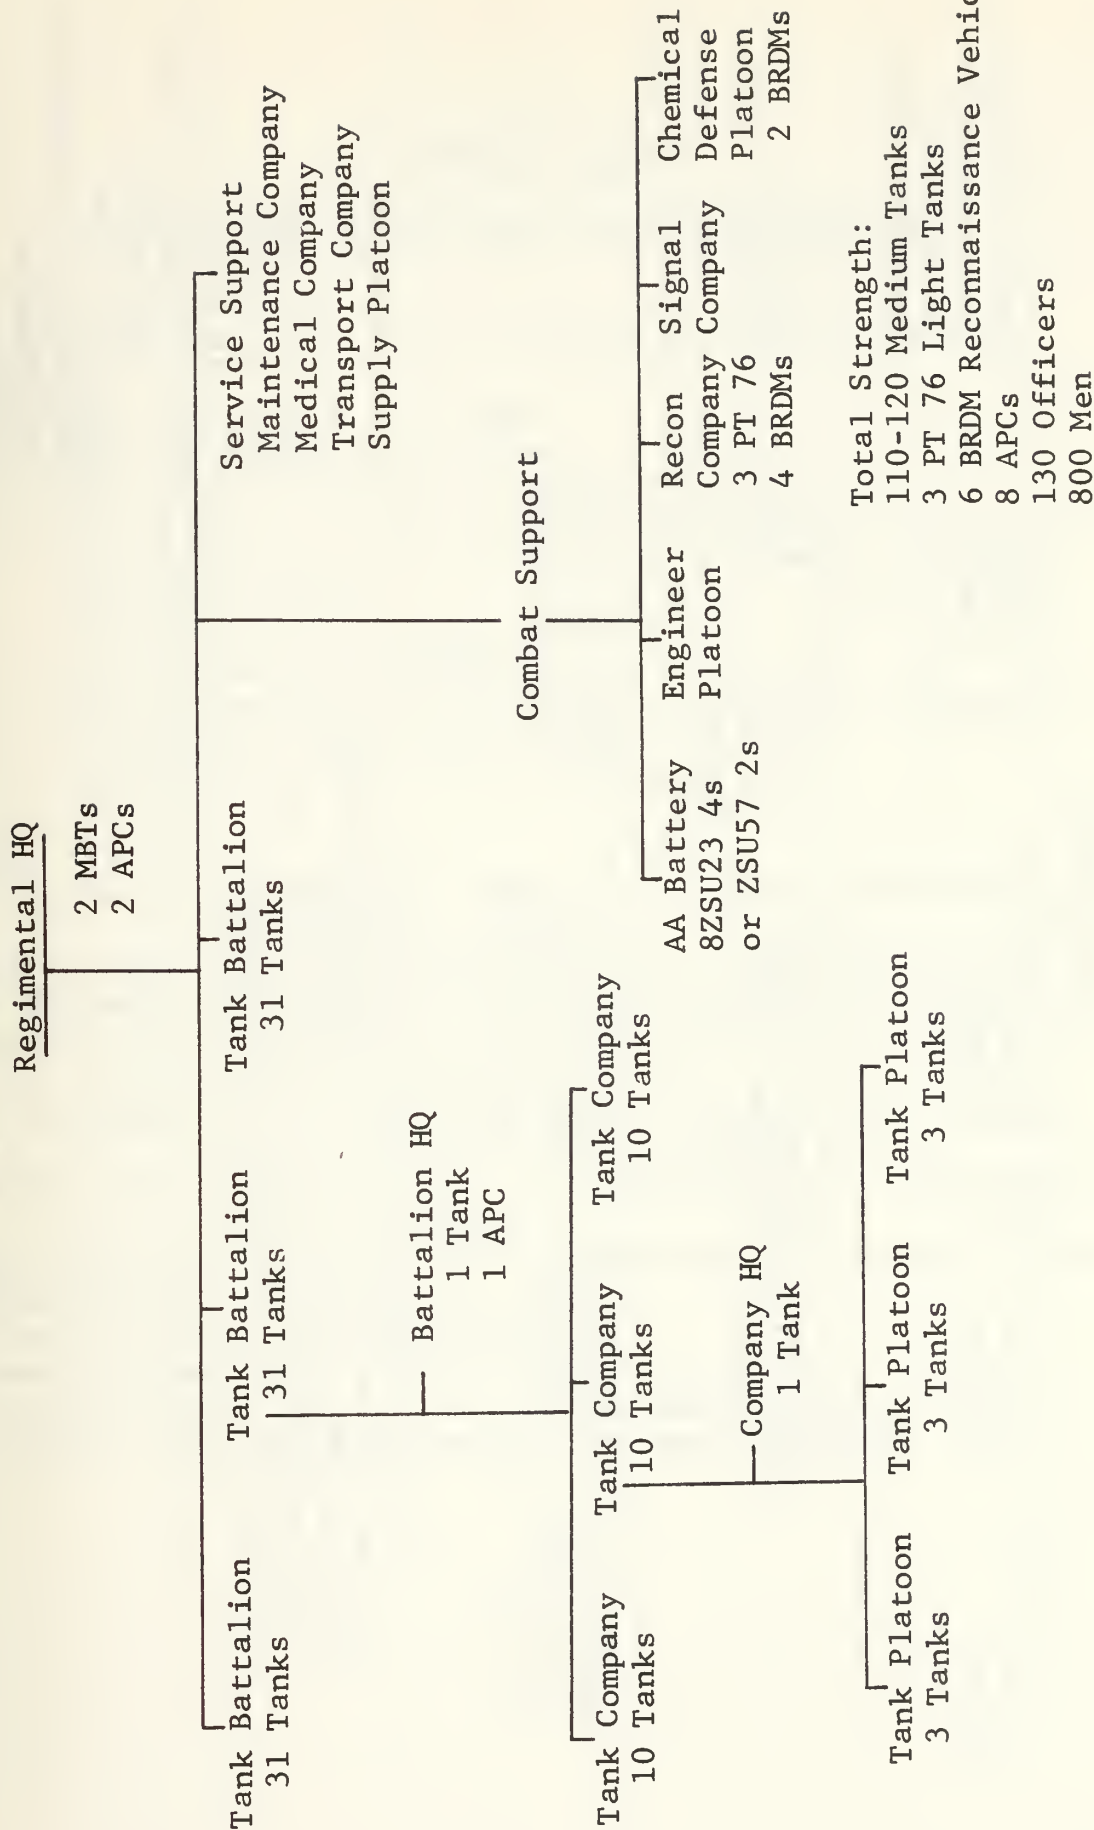 Regimental HQ
2 MBTs
2 APCs
Tank Battalion
31 Tanks
Tank Battalion
31 Tanks
Tank Battalion
31 Tanks
Service Support
Maintenance Company
Medical Company
Transport Company
Supply Platoon
Battalion HQ
1 Tank
1 APC
Combat Support
Tank Company
10 Tanks
Tank Company
10 Tanks
Tank Company
10 Tanks
AA Battery
8ZSU23 4s
or ZSU57 2s
Engineer
Platoon
Recon
Company
3 PT 76
4 BRDMs
Signal
Company
Chemical
Defense
Platoon
2 BRDMs
Company HQ
1 Tank
Tank Platoon
3 Tanks
Tank Platoon
3 Tanks
Tank Platoon
3 Tanks
Total Strength:
110-120 Medium Tanks
3 PT 76 Light Tanks
6 BRDM Reconnaissance
8 APCs
130 Officers
800 Men